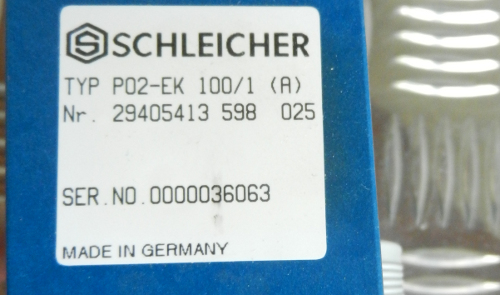 SCHLEICHER
TYP P02-EK 100/1 (A)
Nr. 29405413 598 025
SER.NO.0000036063
MADE IN GERMANY